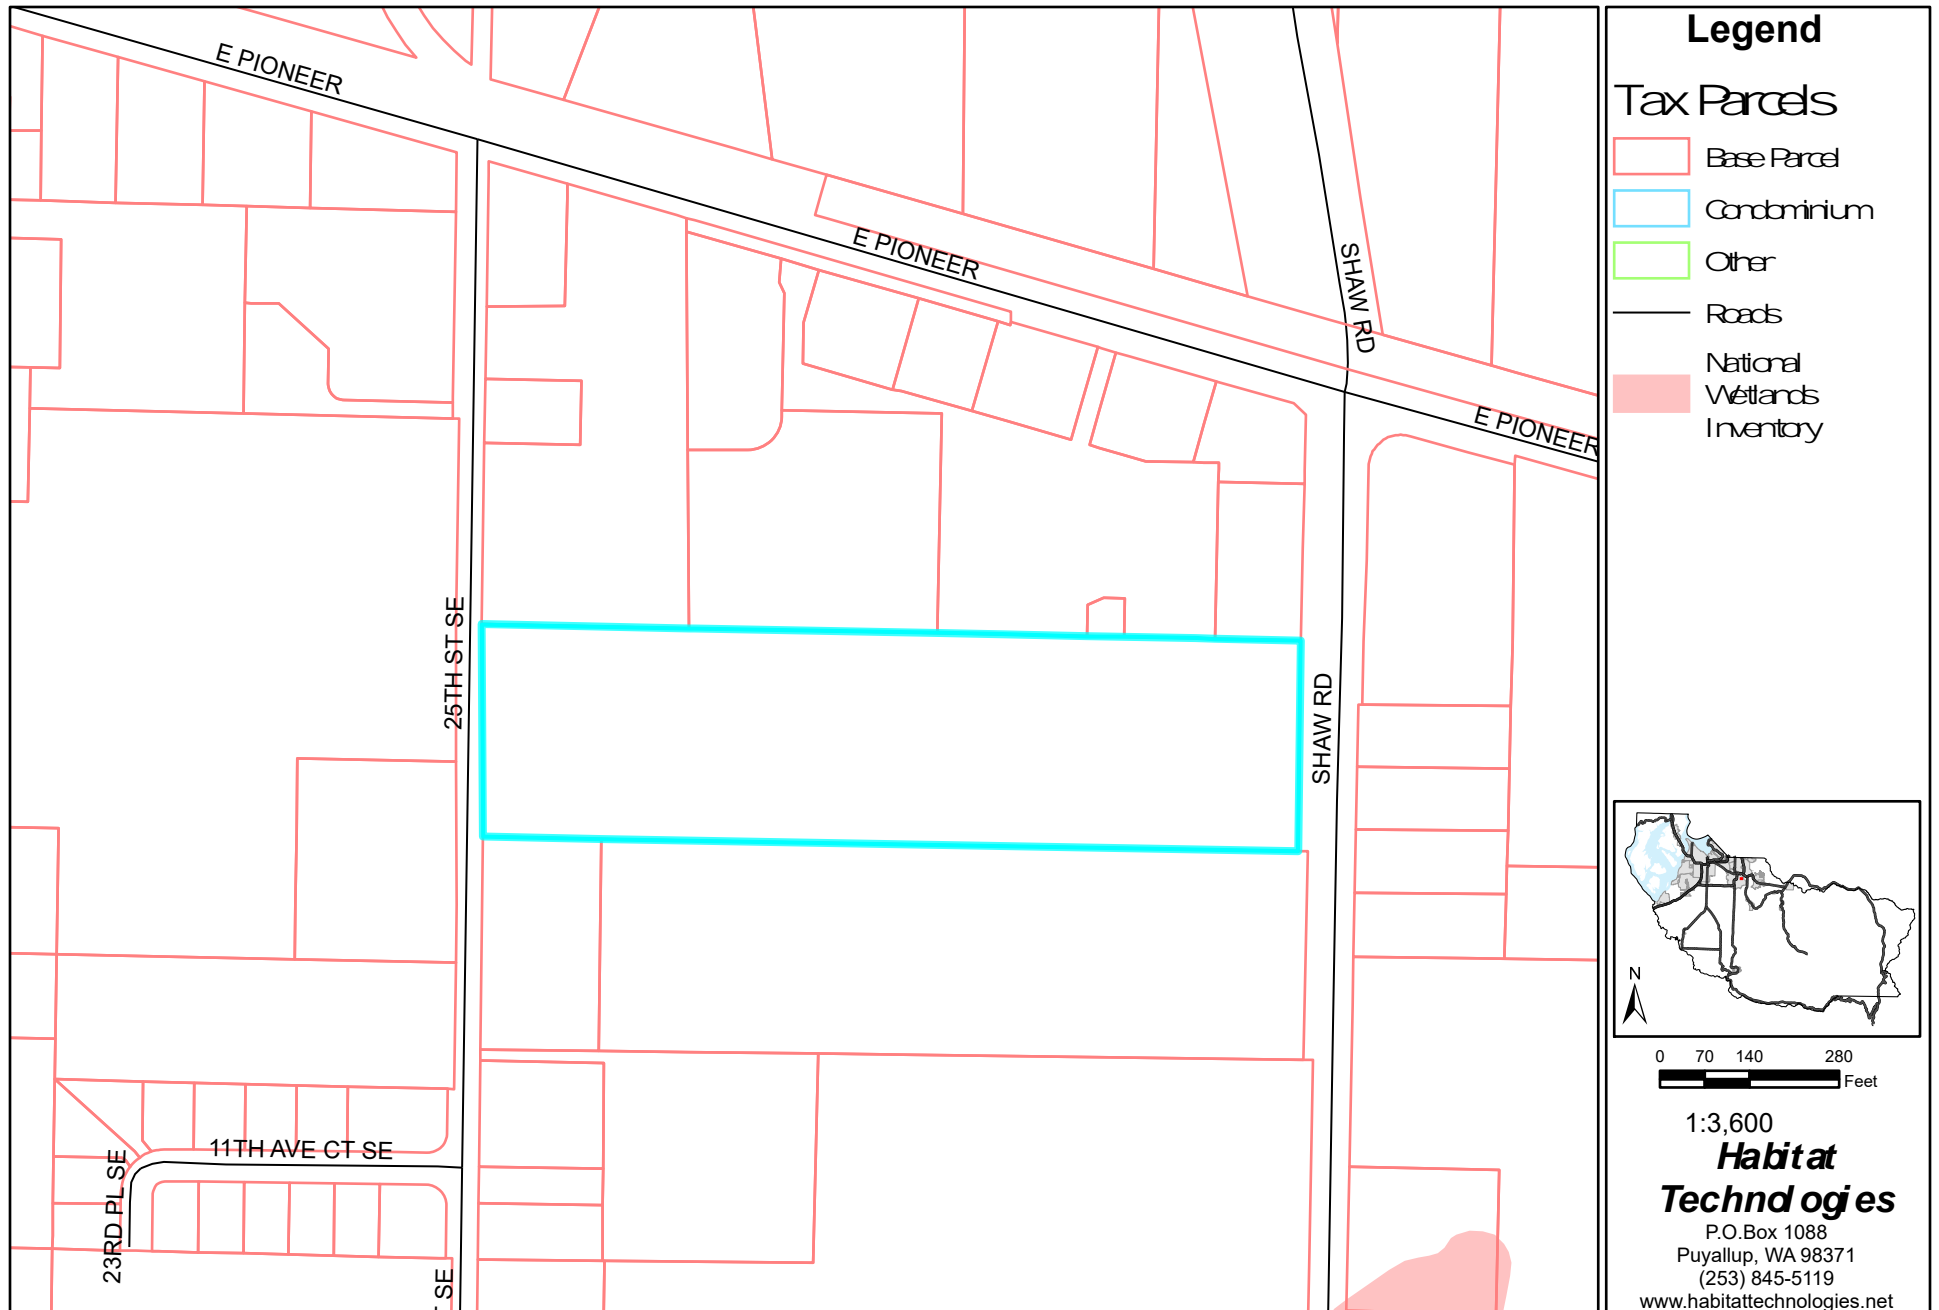 E PIONEER
E PIONEER
SHAW RD
E PIONEER
25TH ST SE
SHAW RD
11TH AVE CT SE
23RD PL SE
SE
Legend
Tax Parcels
Base Parcel
Condominium
Other
Roads
National
Wetlands
Inventory
N
0 70 140 280
Feet
1:3,600
Habitat
Technologies
P.O.Box 1088
Puyallup, WA 98371
(253) 845-5119
www.habitattechnologies.net